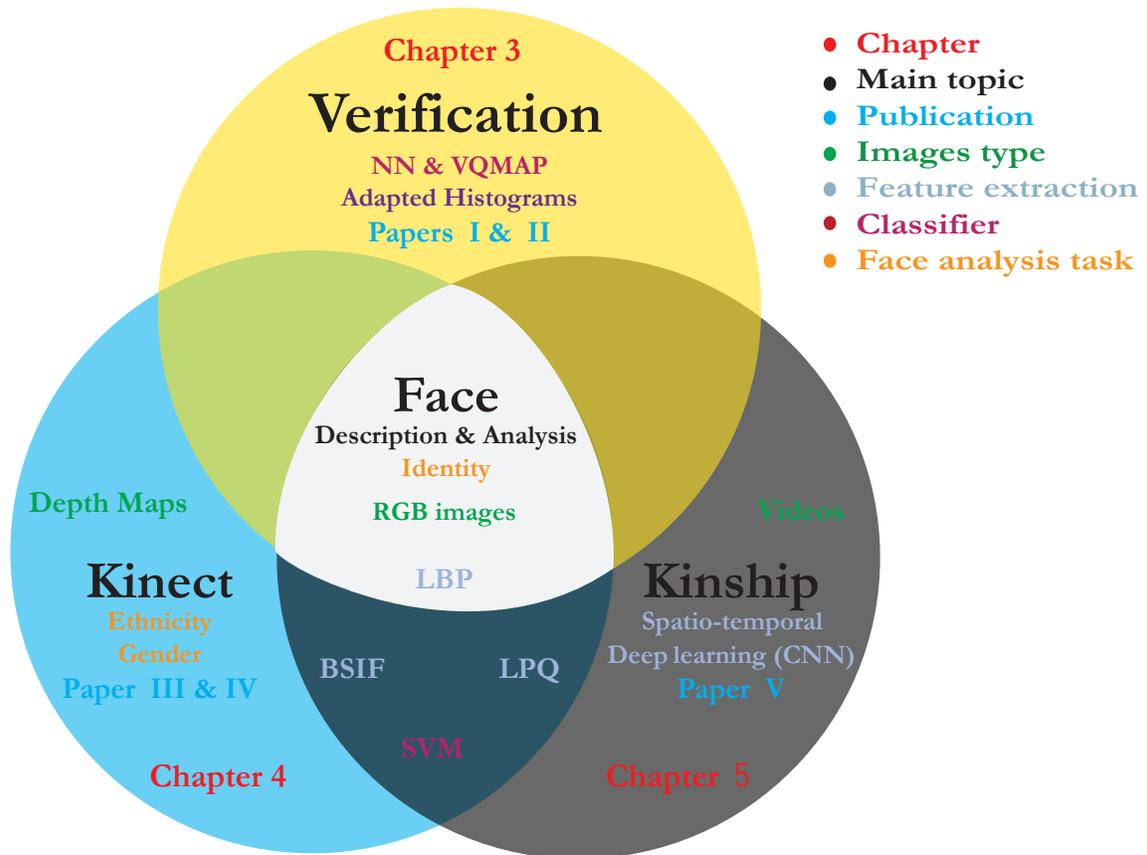 Chapter 3
Verification
NN & VQMAP
Adapted Histograms
Papers I & II
Chapter
Main topic
Publication
Images type
Feature extraction
Classifier
Face analysis task
Face
Description & Analysis
Identity
RGB images
LBP
Depth Maps
Kinect
Ethnicity
Gender
Paper III & IV
Chapter 4
BSIF
LPQ
SVM
Videos
Kinship
Spatio-temporal
Deep learning (CNN)
Paper V
Chapter 5